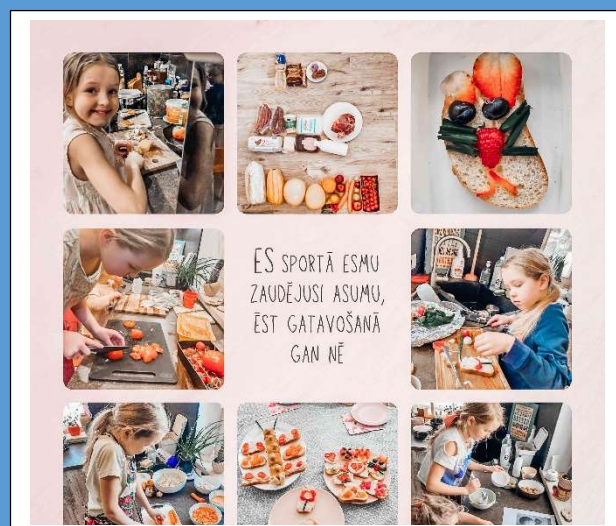 ES SPORTĀ ESMU
ZAUDĒJUSI ASUMU,
ĒST GATAVOŠANĀ
GAN NĒ